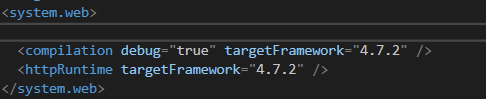 <system.web>
<compilation debug="true" targetFramework="4.7.2" />
<httpRuntime targetFramework="4.7.2" />
</system.web>